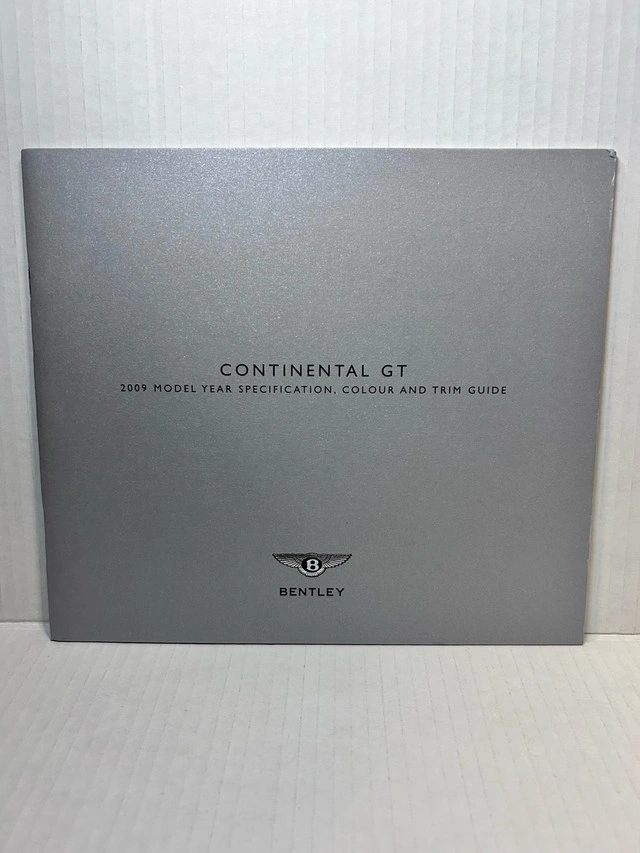 CONTINENTAL GT
2009 MODEL YEAR SPECIFICATION, COLOUR AND TRIM GUIDE
B
BENTLEY